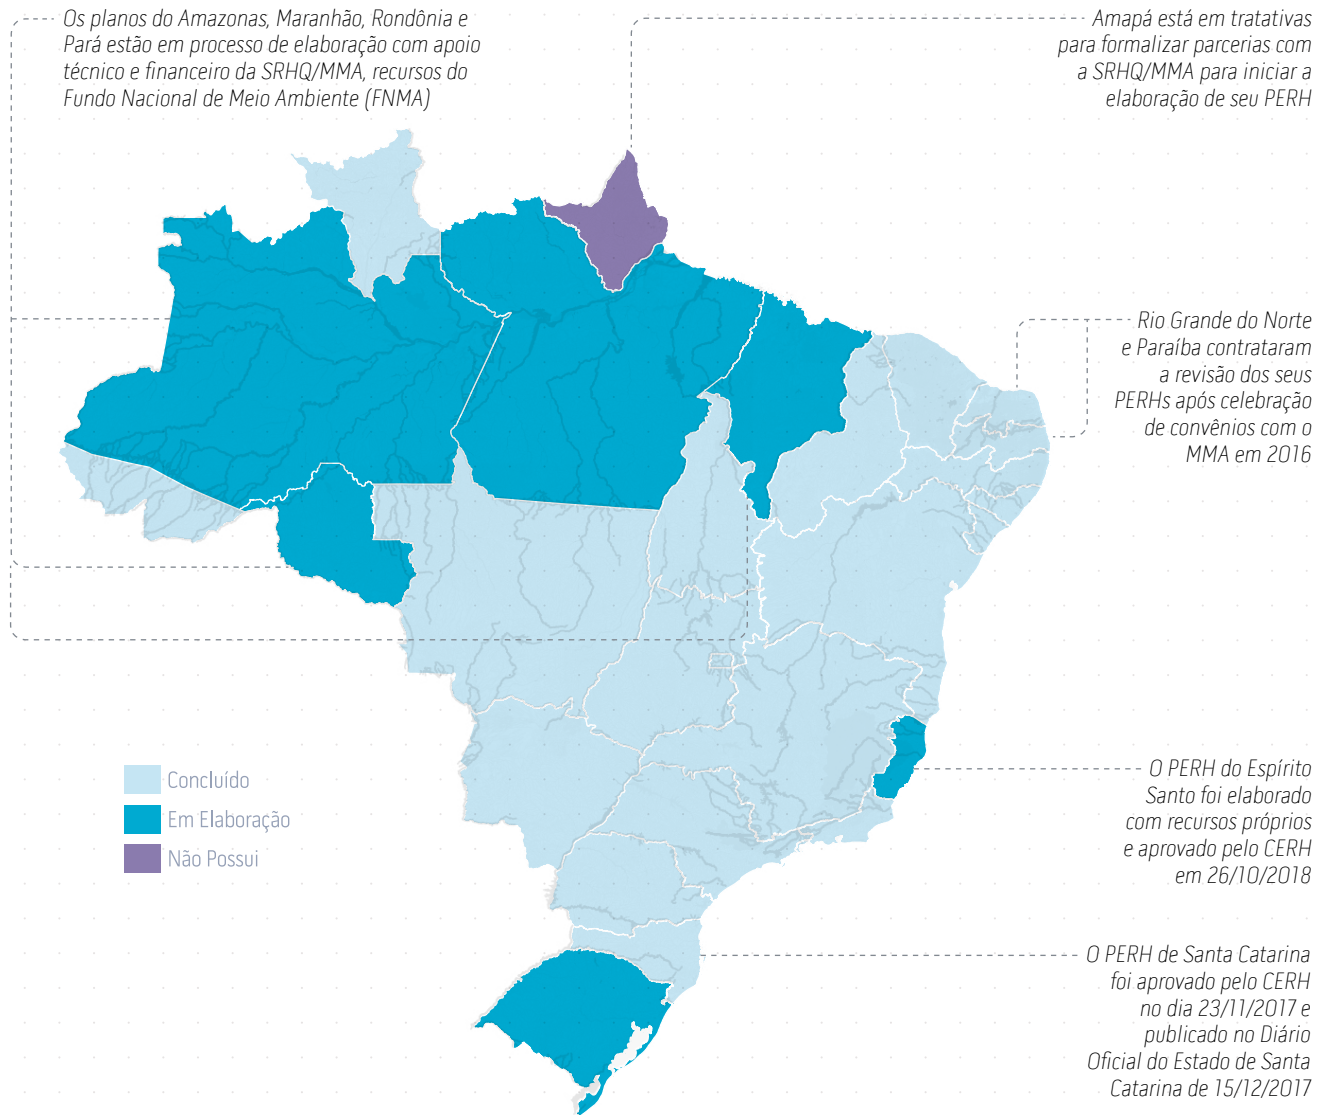 Os planos do Amazonas, Maranhão, Rondônia e
Pará estão em processo de elaboração com apoio
técnico e financeiro da SRHQ/MMA, recursos do
Fundo Nacional de Meio Ambiente (FNMA)
Amapá está em tratativas
para formalizar parcerias com
a SRHQ/MMA para iniciar a
elaboração de seu PERH
Rio Grande do Norte
e Paraíba contrataram
a revisão dos seus
PERHs após celebração
de convênios com o
MMA em 2016
Concluído
Em Elaboração
Não Possui
O PERH do Espírito
Santo foi elaborado
com recursos próprios
e aprovado pelo CERH
em 26/10/2018
O PERH de Santa Catarina
foi aprovado pelo CERH
no dia 23/11/2017 e
publicado no Diário
Oficial do Estado de Santa
Catarina de 15/12/2017